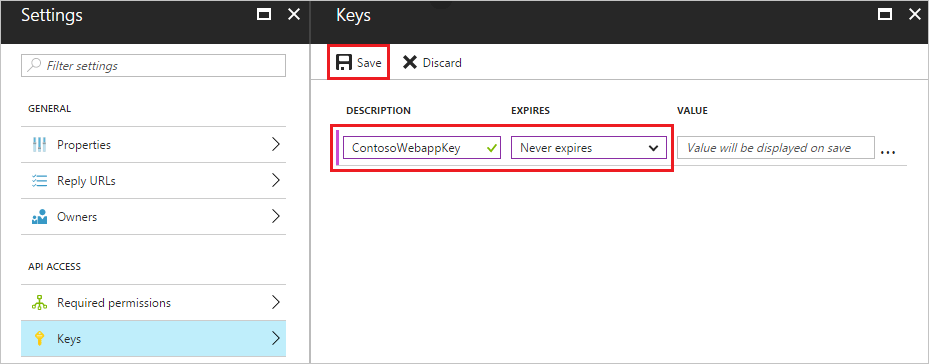 Settings
Filter settings
GENERAL
Properties
Reply URLs
Owners
API ACCESS
Required permissions
Keys
Keys
Save Discard
DESCRIPTION EXPIRES VALUE
ContosoWebappKey Never expires Value will be displayed on save ...